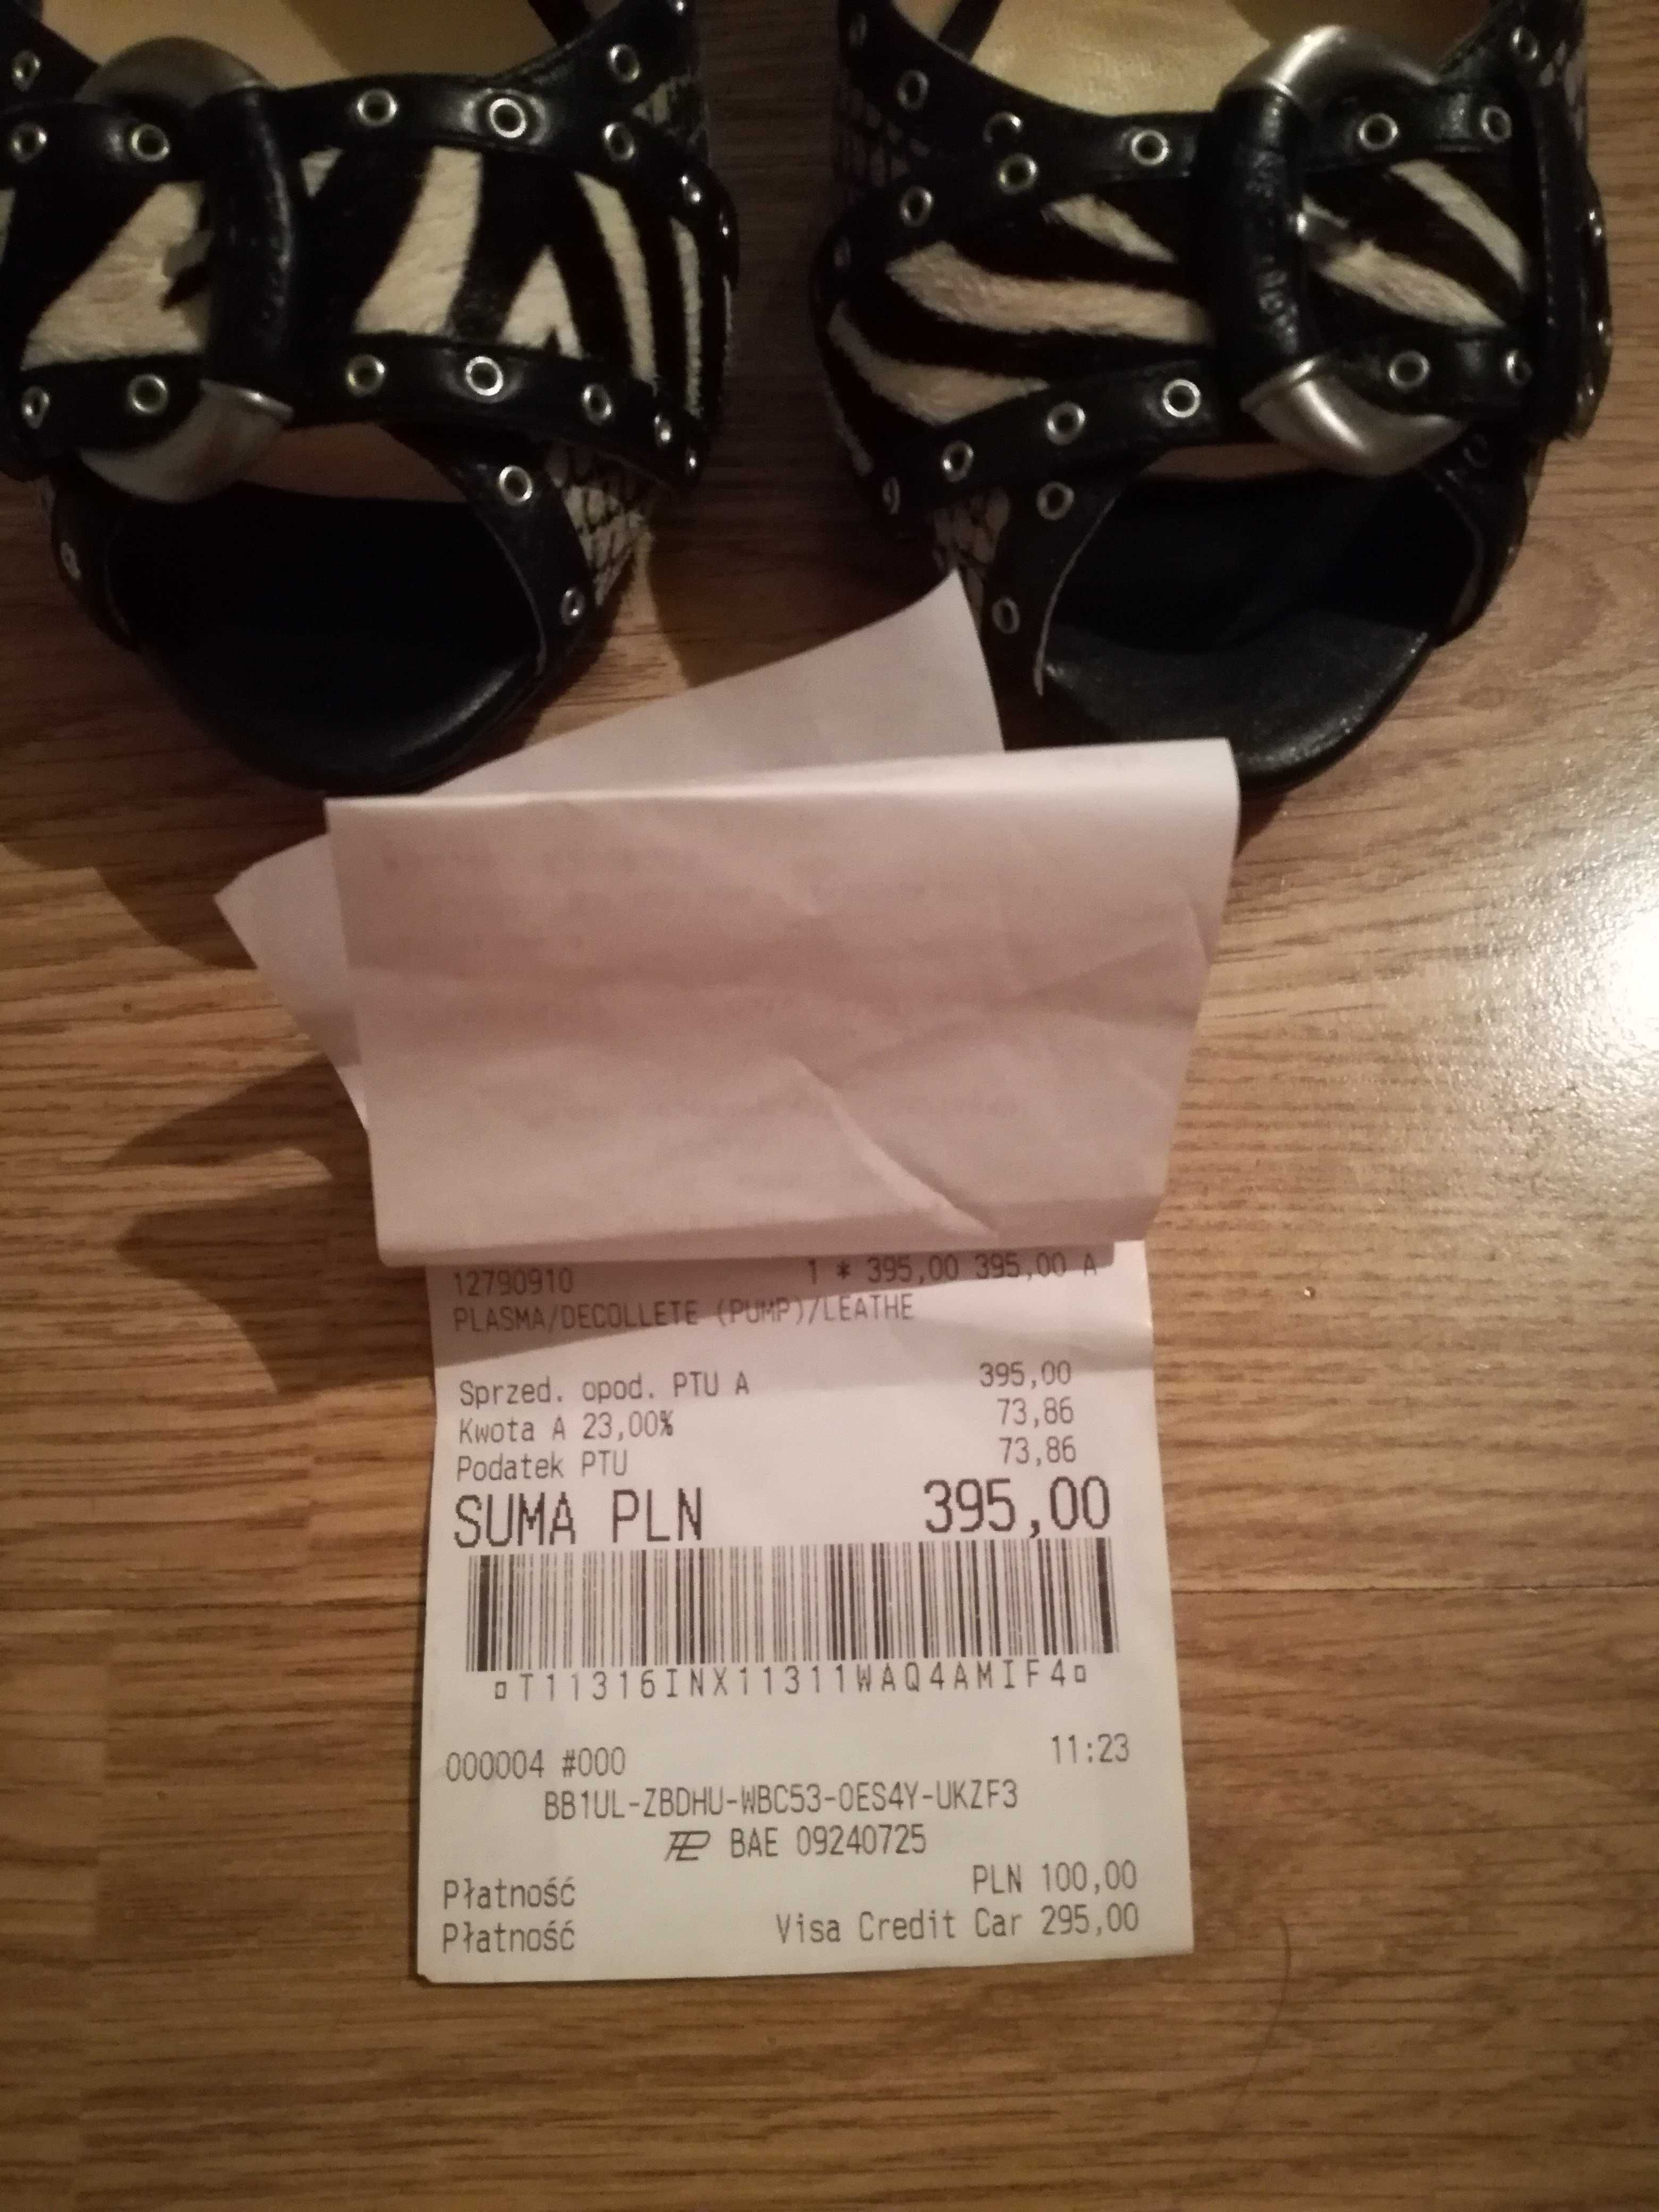 12790910 1 * 395,00 395,00 A
PLASMA/DECOLLETE (PUMP)/LEATHE
Sprzed. opod. PTU A 395,00
Kwota A 23,00% 73,86
Podatek PTU 73,86
SUMA PLN 395,00
¤T11316INX11311WAQ4AMIF4¤
000004 #000 11:23
BB1UL-ZBDHU-WBC53-OES4Y-UKZF3
BAE 09240725
Płatność PLN 100,00
Płatność Visa Credit Car 295,00